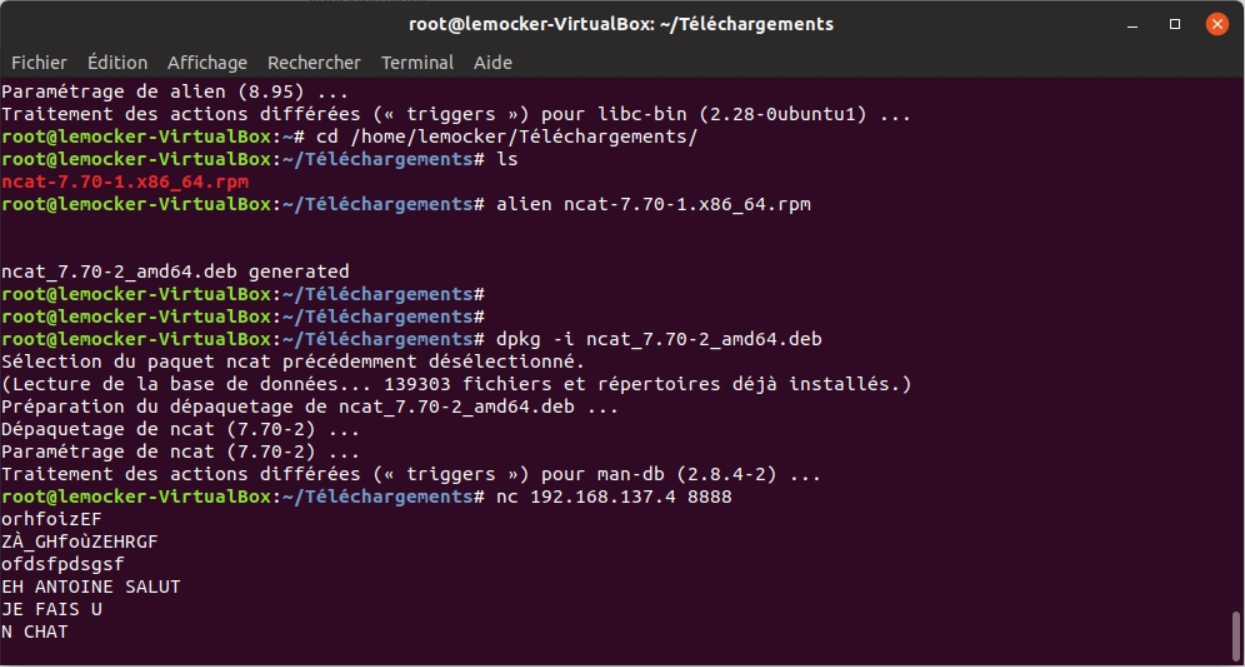 root@lemocker-VirtualBox: ~/Téléchargements
Fichier Édition Affichage Rechercher Terminal Aide
Paramétrage de alien (8.95) ...
Traitement des actions différées (« triggers ») pour libc-bin (2.28-0ubuntu1) ...
root@lemocker-VirtualBox:~# cd /home/lemocker/Téléchargements/
root@lemocker-VirtualBox:~/Téléchargements# ls
ncat-7.70-1.x86_64.rpm
root@lemocker-VirtualBox:~/Téléchargements# alien ncat-7.70-1.x86_64.rpm
ncat_7.70-2_amd64.deb generated
root@lemocker-VirtualBox:~/Téléchargements#
root@lemocker-VirtualBox:~/Téléchargements#
root@lemocker-VirtualBox:~/Téléchargements# dpkg -i ncat_7.70-2_amd64.deb
Sélection du paquet ncat précédemment désélectionné.
(Lecture de la base de données... 139303 fichiers et répertoires déjà installés.)
Préparation du dépaquetage de ncat_7.70-2_amd64.deb ...
Dépaquetage de ncat (7.70-2) ...
Paramétrage de ncat (7.70-2) ...
Traitement des actions différées (« triggers ») pour man-db (2.8.4-2) ...
root@lemocker-VirtualBox:~/Téléchargements# nc 192.168.137.4 8888
orhfoizEF
ZÀ_GHfoùZEHRGF
ofdsfpdsgsf
EH ANTOINE SALUT
JE FAIS U
N CHAT